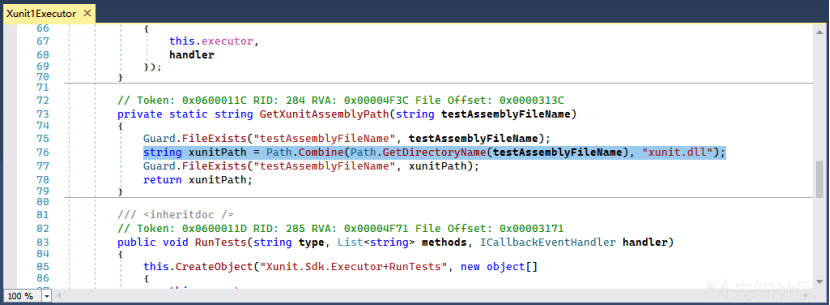 Xunit1Executor ×
66 {
67 this.executor,
68 handler
69 });
70 }
71
72 // Token: 0x0600011C RID: 284 RVA: 0x00004F3C File Offset: 0x0000313C
73 private static string GetXunitAssemblyPath(string testAssemblyFileName)
74 {
75 Guard.FileExists("testAssemblyFileName", testAssemblyFileName);
76 string xunitPath = Path.Combine(Path.GetDirectoryName(testAssemblyFileName), "xunit.dll");
77 Guard.FileExists("testAssemblyFileName", xunitPath);
78 return xunitPath;
79 }
80
81 /// <inheritdoc />
82 // Token: 0x0600011D RID: 285 RVA: 0x00004F71 File Offset: 0x00003171
83 public void RunTests(string type, List<string> methods, ICallbackEventHandler handler)
84 {
85 this.CreateObject("Xunit.Sdk.Executor+RunTests", new object[]
86 {
100 %